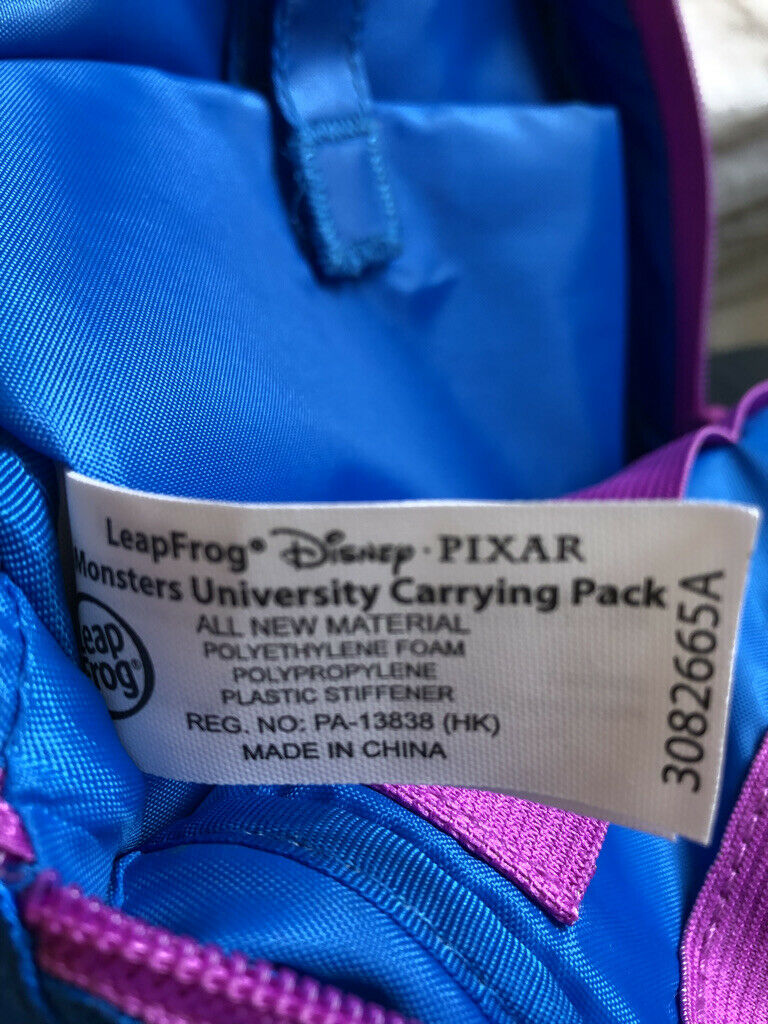 LeapFrog® Disney · PIXAR
Monsters University Carrying Pack
Leap
Frog®
ALL NEW MATERIAL
POLYETHYLENE FOAM
POLYPROPYLENE
PLASTIC STIFFENER
REG. NO: PA-13838 (HK)
MADE IN CHINA
3082665A